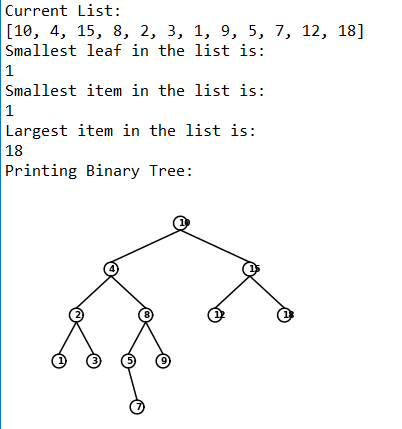 Current List:
[10, 4, 15, 8, 2, 3, 1, 9, 5, 7, 12, 18]
Smallest leaf in the list is:
1
Smallest item in the list is:
1
Largest item in the list is:
18
Printing Binary Tree:
10
4 15
2 8 12 18
1 3 5 9
7